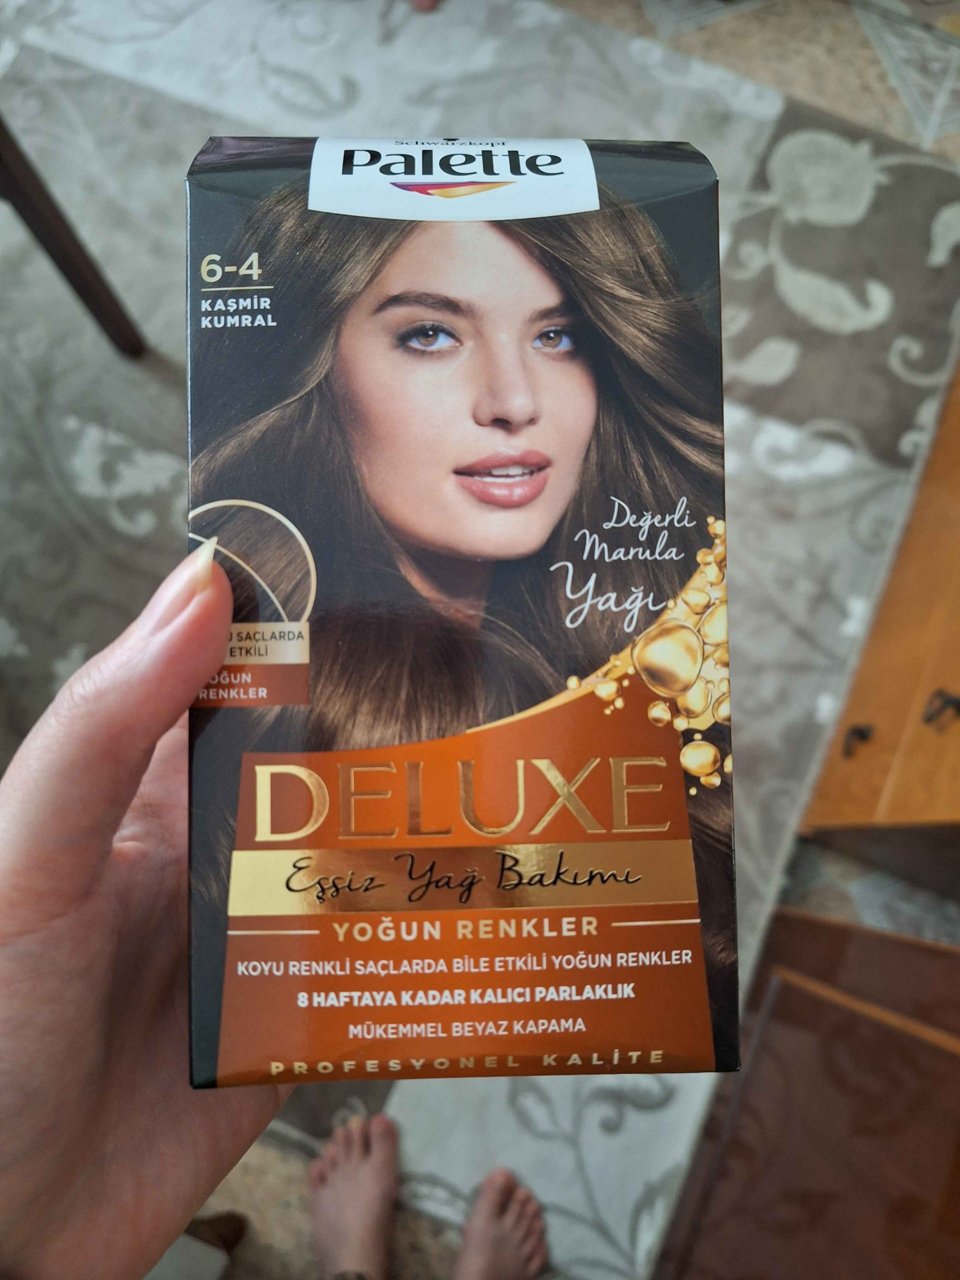 Schwarzkopf
Palette
6-4
KAŞMİR
KUMRAL
Değerli
Marula
Yağı
SAÇLARDA
ETKİLİ
RENKLER
DELUXE
Eşsiz Yağ Bakımı
YOĞUN RENKLER
KOYU RENKLİ SAÇLARDA BİLE ETKİLİ YOĞUN RENKLER
8 HAFTAYA KADAR KALICI PARLAKLIK
MÜKEMMEL BEYAZ KAPAMA
PROFESYONEL KALİTE